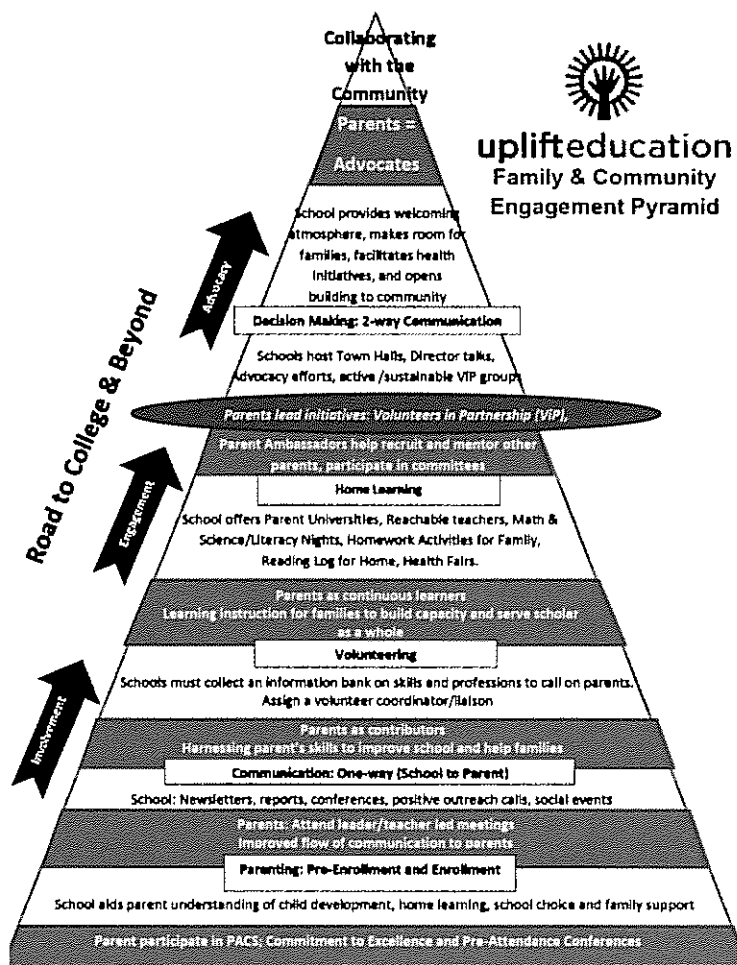 Collaborating
with the
Community
uplifteducation
Family & Community
Engagement Pyramid
Parents =
Advocates
School provides welcoming
atmosphere, makes room for
families, facilitates health
initiatives, and opens
building to community
Decision Making: 2-way Communication
Schools host Town Halls, Director talks,
Advocacy efforts, active /sustainable VIP groups
Parents lead initiatives: Volunteers in Partnership (ViP),
Parent Ambassadors help recruit and mentor other
parents, participate in committees
Home Learning
School offers Parent Universities, Reachable teachers, Math &
Science/Literacy Nights, Homework Activities for Family,
Reading Log for Home, Health Fairs.
Parents as continuous learners
Learning instruction for families to build capacity and serve scholar
as a whole
Volunteering
Schools must collect an information bank on skills and professions to call on parents.
Assign a volunteer coordinator/liaison
Parents as contributors
Harnessing parent's skills to improve school and help families
Communication: One-way (School to Parent)
School: Newsletters, reports, conferences, positive outreach calls, social events
Parents: Attend leader/teacher led meetings
Improved flow of communication to parents
Parenting: Pre-Enrollment and Enrollment
School aids parent understanding of child development, home learning, school choice and family support
Parent participate in PACS; Commitment to Excellence and Pre-Attendance Conferences
Road to College & Beyond
Advocacy
Engagement
Involvement